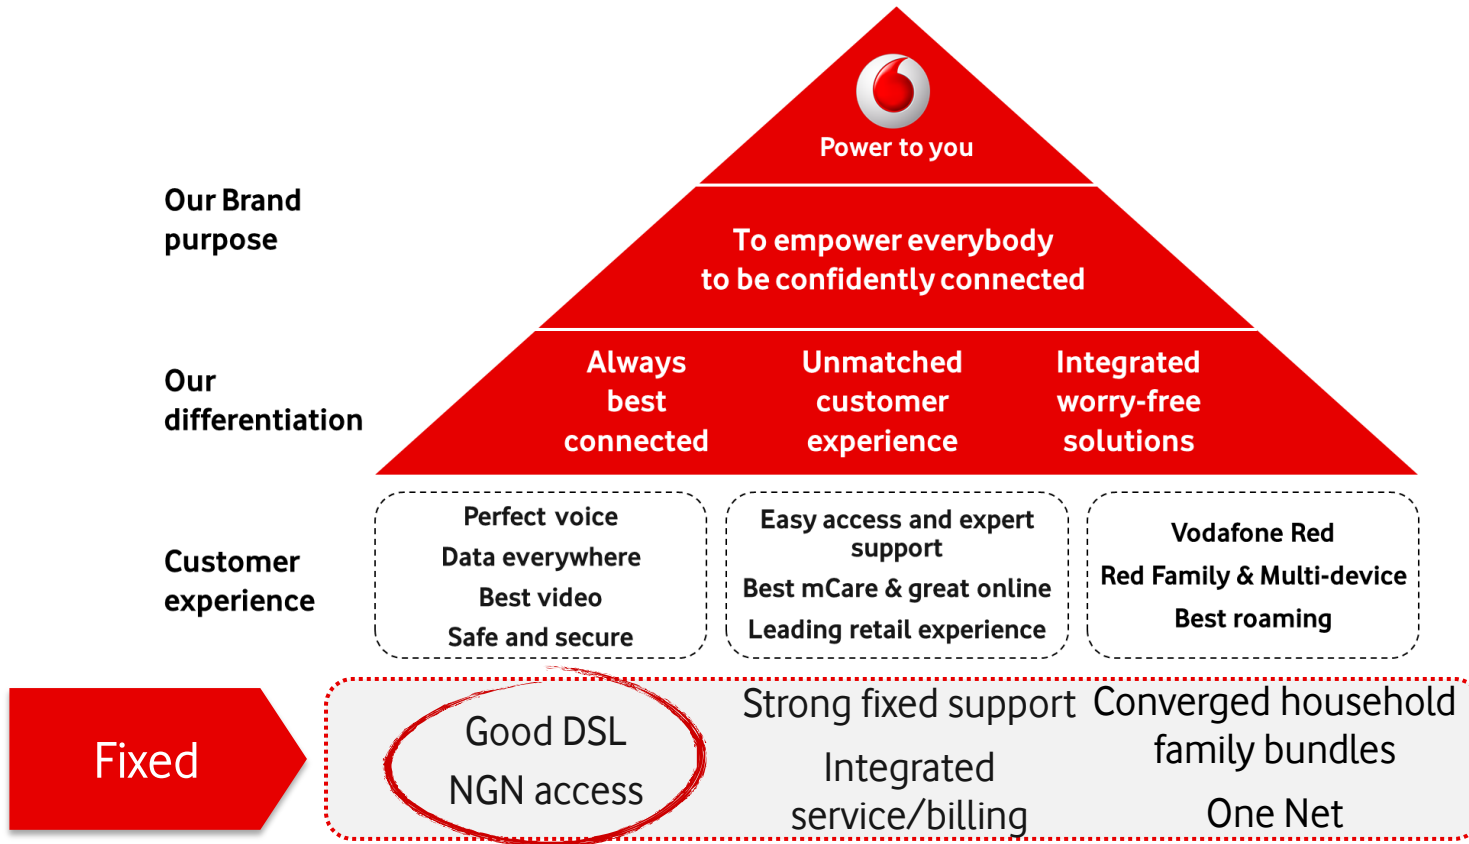 Power to you
Our Brand
purpose
To empower everybody
to be confidently connected
Our
differentiation
Always
best
connected
Unmatched
customer
experience
Integrated
worry-free
solutions
Customer
experience
Perfect voice
Data everywhere
Best video
Safe and secure
Easy access and expert
support
Best mCare & great online
Leading retail experience
Vodafone Red
Red Family & Multi-device
Best roaming
Fixed
Good DSL
NGN access
Strong fixed support
Integrated
service/billing
Converged household
family bundles
One Net